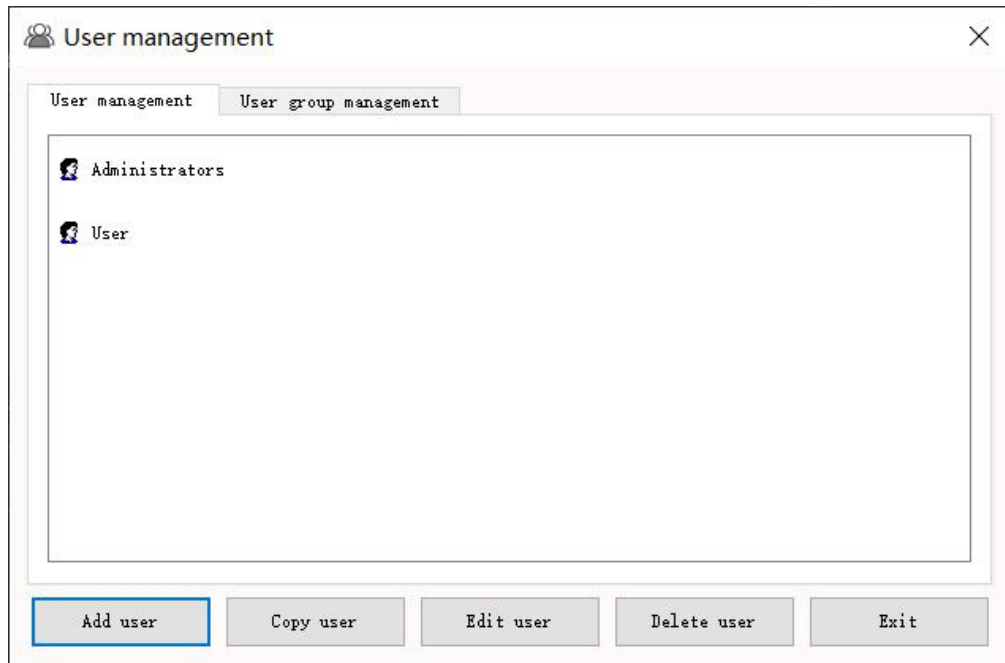 User management
User management User group management
Administrators
User
Add user Copy user Edit user Delete user Exit